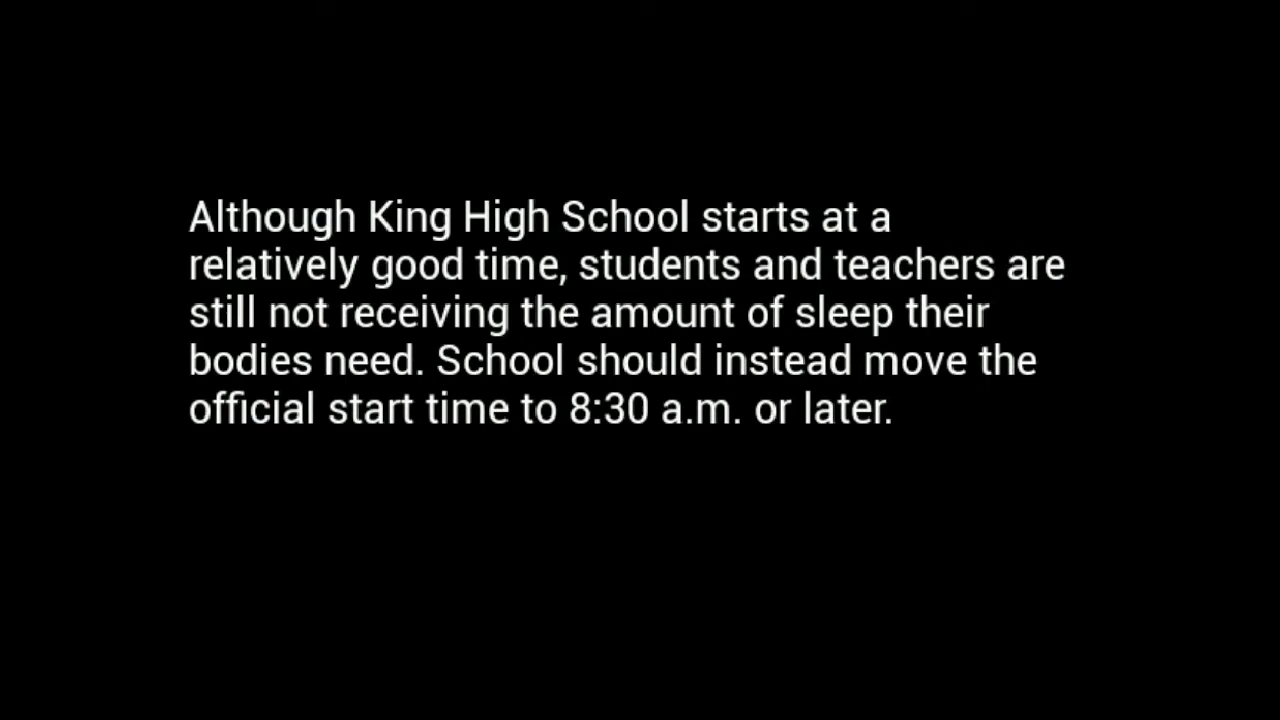 Although King High School starts at a
relatively good time, students and teachers are
still not receiving the amount of sleep their
bodies need. School should instead move the
official start time to 8:30 a.m. or later.